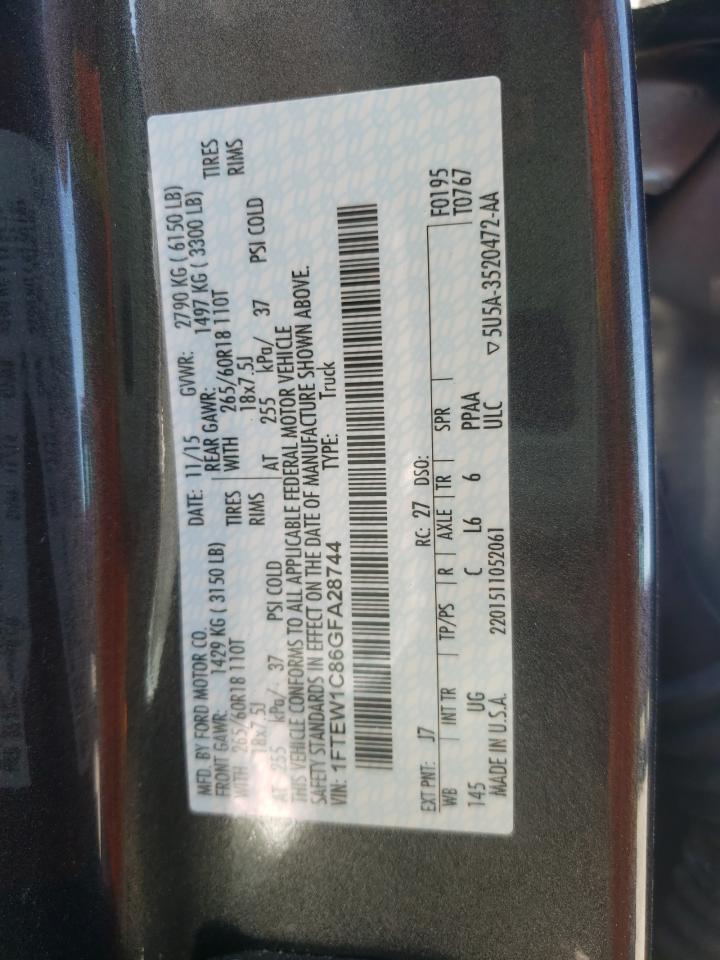 MFD. BY FORD MOTOR CO. DATE: 11/15 GVWR: 2790 KG ( 6150 LB)
FRONT GAWR: 1429 KG ( 3150 LB) REAR GAWR: 1497 KG ( 3300 LB)
WITH 265/60R18 110T TIRES WITH 265/60R18 110T TIRES
18x7.5J RIMS 18x7.5J RIMS
AT 255 kPa/ 37 PSI COLD AT 255 kPa/ 37 PSI COLD
THIS VEHICLE CONFORMS TO ALL APPLICABLE FEDERAL MOTOR VEHICLE
SAFETY STANDARDS IN EFFECT ON THE DATE OF MANUFACTURE SHOWN ABOVE.
VIN: 1FTEW1C86GFA28744 TYPE: Truck
EXT PNT: J7 RC: 27 DSO: F0195
WB INT TR TP/PS R AXLE TR SPR T0767
145 UG C L6 6 PPAA
MADE IN U.S.A. 2201511052061 ULC ▽5U5A-3520472-AA